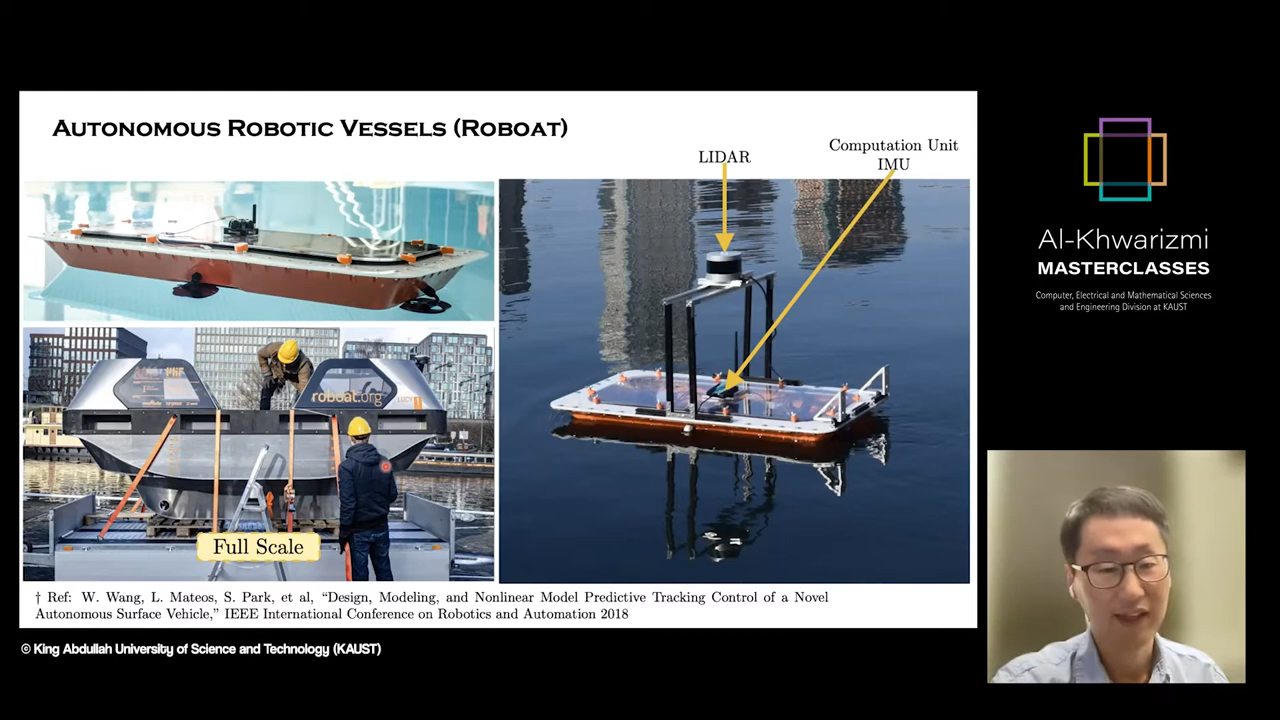 AUTONOMOUS ROBOTIC VESSELS (ROBOAT)
LIDAR
Computation Unit
IMU
roboat.org
Full Scale
† Ref: W. Wang, L. Mateos, S. Park, et al, “Design, Modeling, and Nonlinear Model Predictive Tracking Control of a Novel
Autonomous Surface Vehicle,” IEEE International Conference on Robotics and Automation 2018
© King Abdullah University of Science and Technology (KAUST)
Al-Khwarizmi
MASTERCLASSES
Computer, Electrical and Mathematical Sciences
and Engineering Division at KAUST